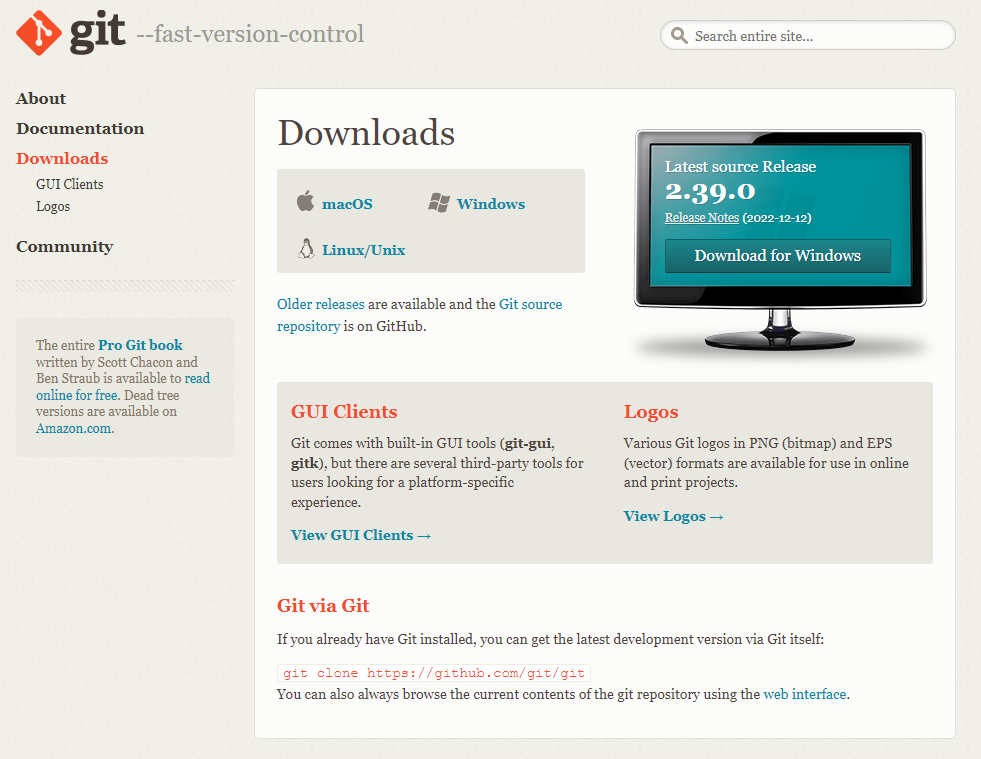 git --fast-version-control
Search entire site...
About
Documentation
Downloads
GUI Clients
Logos
Community
The entire Pro Git book
written by Scott Chacon and
Ben Straub is available to read
online for free. Dead tree
versions are available on
Amazon.com.
Downloads
macOS
Windows
Linux/Unix
Older releases are available and the Git source
repository is on GitHub.
Latest source Release
2.39.0
Release Notes (2022-12-12)
Download for Windows
GUI Clients
Git comes with built-in GUI tools (git-gui,
gitk), but there are several third-party tools for
users looking for a platform-specific
experience.
View GUI Clients →
Logos
Various Git logos in PNG (bitmap) and EPS
(vector) formats are available for use in online
and print projects.
View Logos →
Git via Git
If you already have Git installed, you can get the latest development version via Git itself:
git clone https://github.com/git/git
You can also always browse the current contents of the git repository using the web interface.